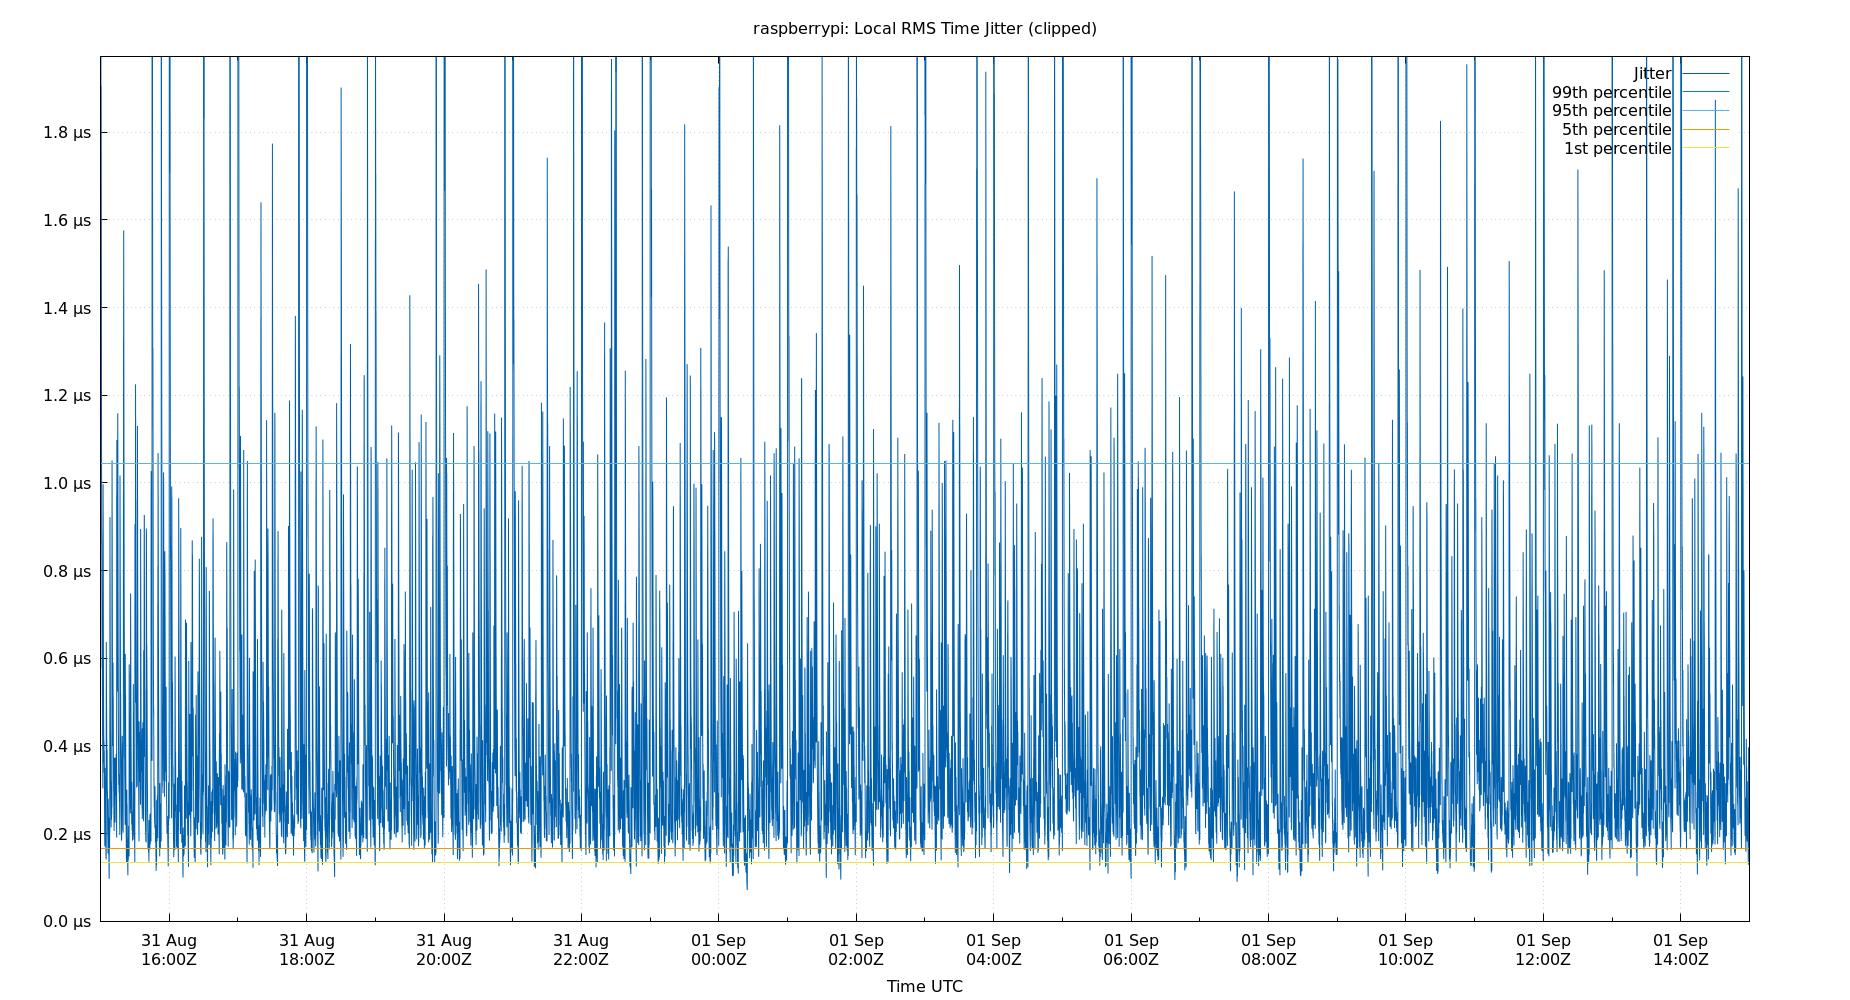 raspberrypi: Local RMS Time Jitter (clipped)
Jitter
99th percentile
95th percentile
5th percentile
1st percentile
1.8 µs
1.6 µs
1.4 µs
1.2 µs
1.0 µs
0.8 µs
0.6 µs
0.4 µs
0.2 µs
0.0 µs
31 Aug 31 Aug 31 Aug 31 Aug 01 Sep 01 Sep 01 Sep 01 Sep 01 Sep 01 Sep 01 Sep 01 Sep
16:00Z 18:00Z 20:00Z 22:00Z 00:00Z 02:00Z 04:00Z 06:00Z 08:00Z 10:00Z 12:00Z 14:00Z
Time UTC